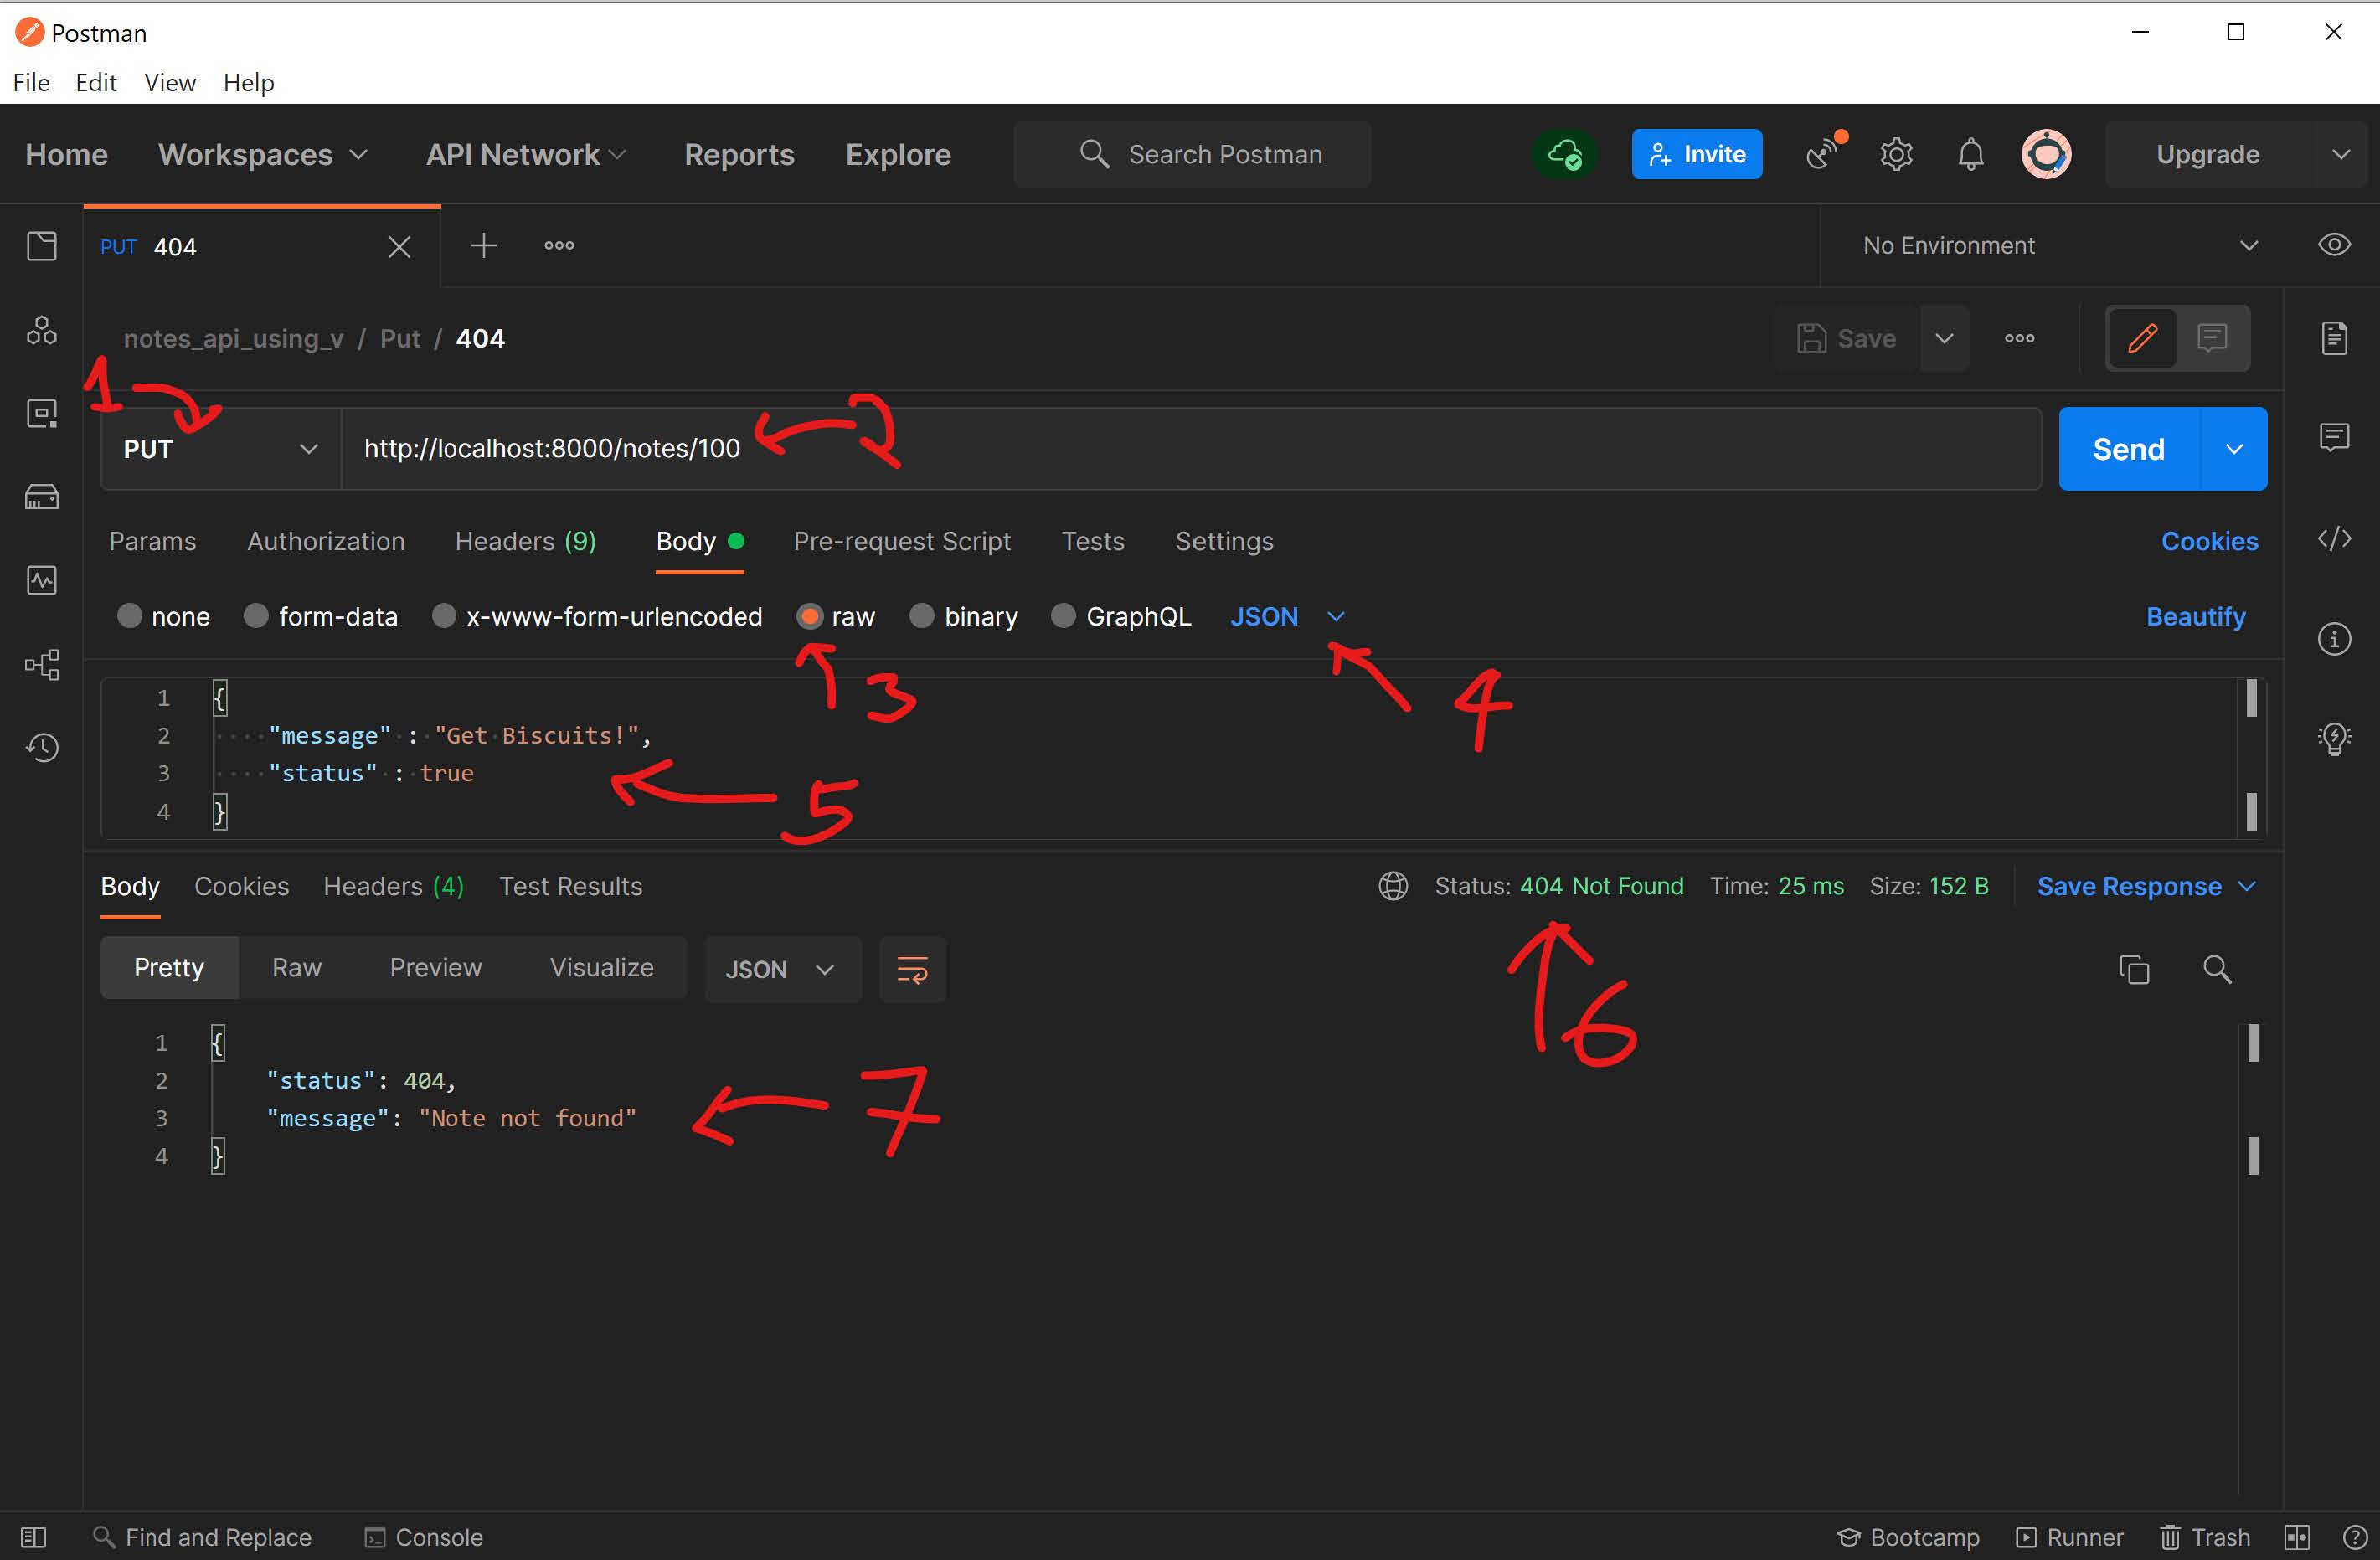 Postman
File Edit View Help
Home Workspaces API Network Reports Explore Search Postman Invite Upgrade
PUT 404 No Environment
notes_api_using_v / Put / 404 Save
1
PUT http://localhost:8000/notes/100 2 Send
Params Authorization Headers (9) Body Pre-request Script Tests Settings Cookies
none form-data x-www-form-urlencoded raw binary GraphQL JSON Beautify
3 4
1 {
2 "message" : "Get Biscuits!",
3 "status" : true
4 }
5
Body Cookies Headers (4) Test Results Status: 404 Not Found Time: 25 ms Size: 152 B Save Response
Pretty Raw Preview Visualize JSON
6
1 {
2 "status": 404,
3 "message": "Note not found"
4 }
7
Find and Replace Console Bootcamp Runner Trash